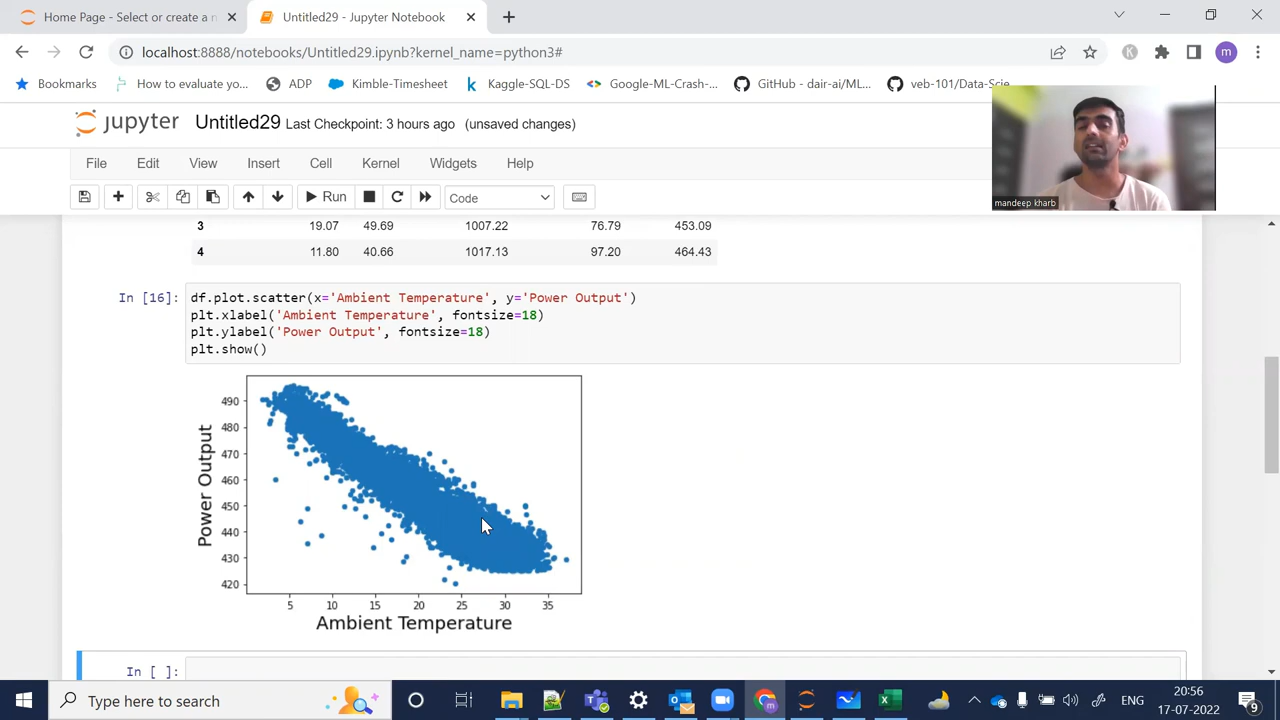 Home Page - Select or create a n
Untitled29 - Jupyter Notebook
localhost:8888/notebooks/Untitled29.ipynb?kernel_name=python3#
m
Bookmarks
How to evaluate your...
ADP
Kimble-Timesheet
Kaggle-SQL-DS
Google-ML-Crash-...
GitHub - dair-ai/ML...
veb-101/Data-Scie
jupyter Untitled29 Last Checkpoint: 3 hours ago (unsaved changes)
mandeep kharb
File Edit View Insert Cell Kernel Widgets Help
Run
Code
3 19.07 49.69 1007.22 76.79 453.09
4 11.80 40.66 1017.13 97.20 464.43
In [16]:
df.plot.scatter(x='Ambient Temperature', y='Power Output')
plt.xlabel('Ambient Temperature', fontsize=18)
plt.ylabel('Power Output', fontsize=18)
plt.show()
Power Output
490
480
470
460
450
440
430
420
5 10 15 20 25 30 35
Ambient Temperature
In [ ]:
Type here to search
ENG
20:56
17-07-2022
9